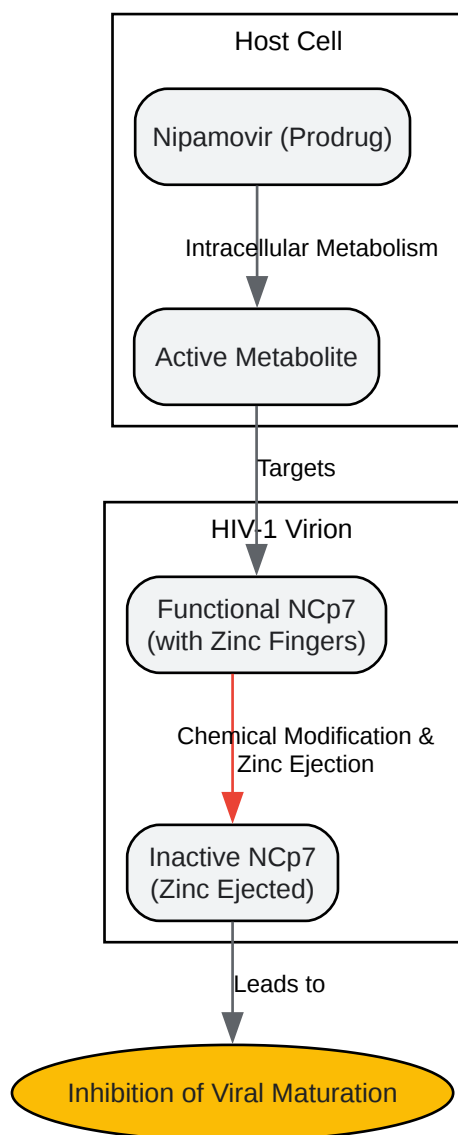 Host Cell
Nipamovir (Prodrug)
Intracellular Metabolism
Active Metabolite
Targets
HIV-1 Virion
Functional NCp7
(with Zinc Fingers)
Chemical Modification &
Zinc Ejection
Inactive NCp7
(Zinc Ejected)
Leads to
Inhibition of Viral Maturation